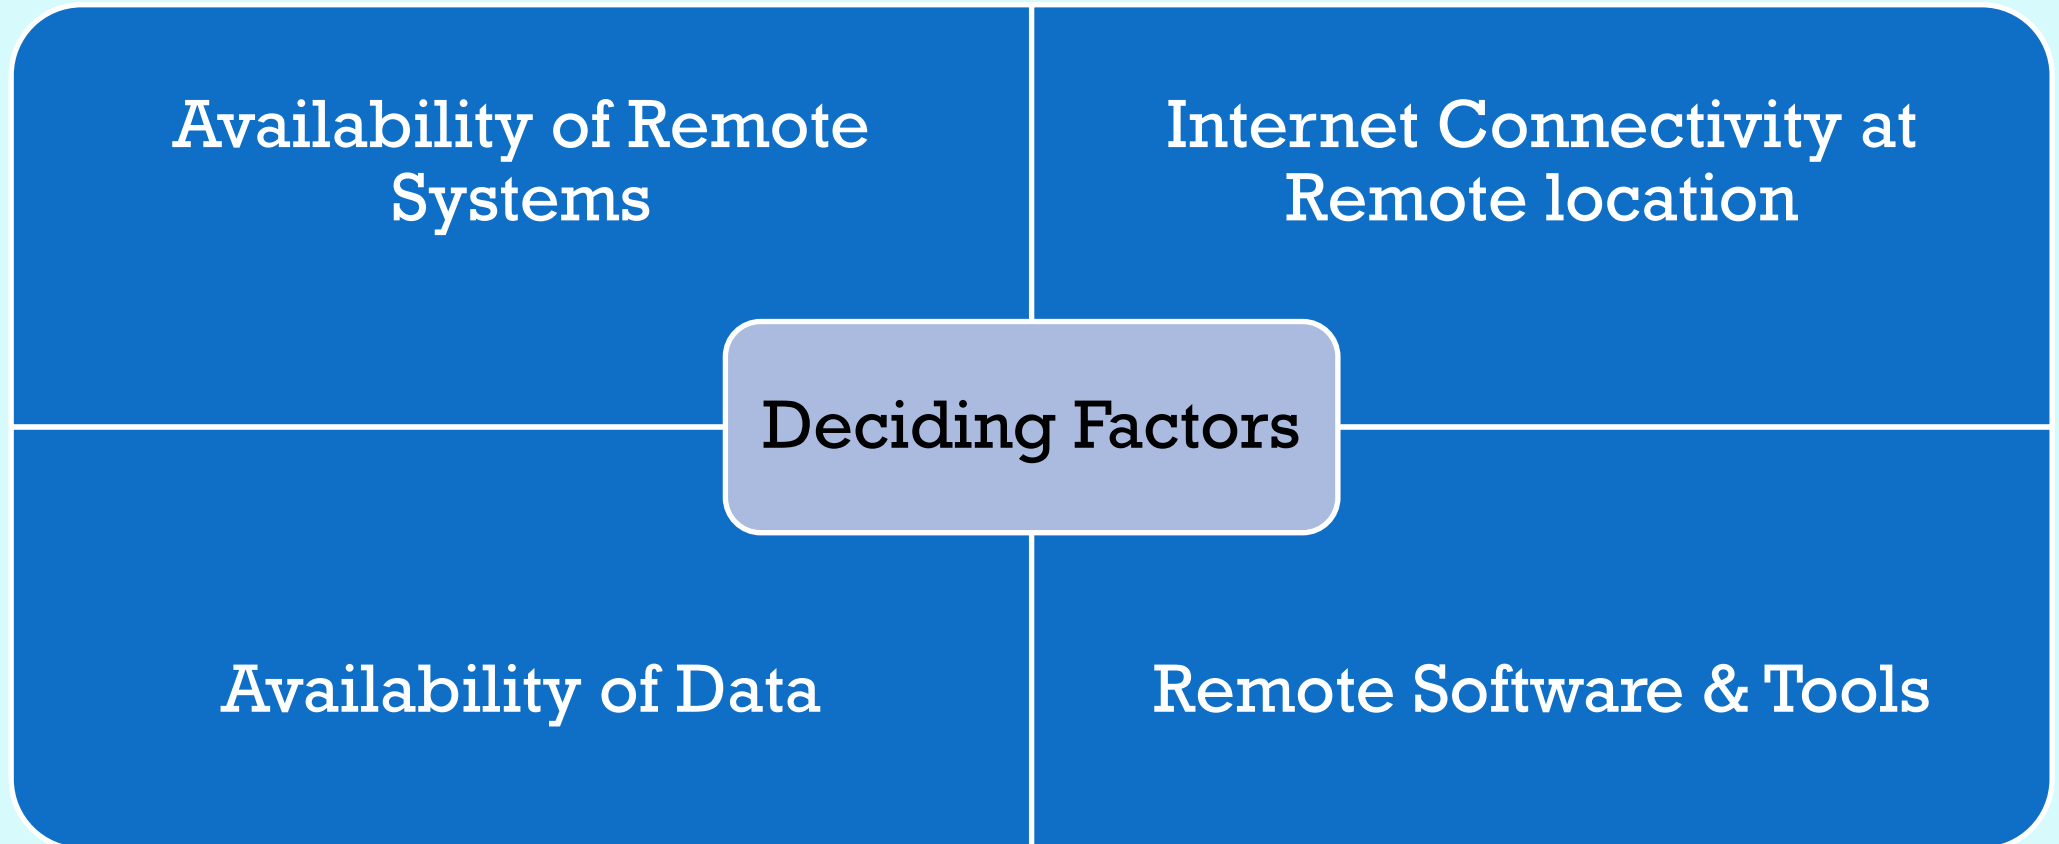 Availability of Remote
Systems
Internet Connectivity at
Remote location
Deciding Factors
Availability of Data
Remote Software & Tools